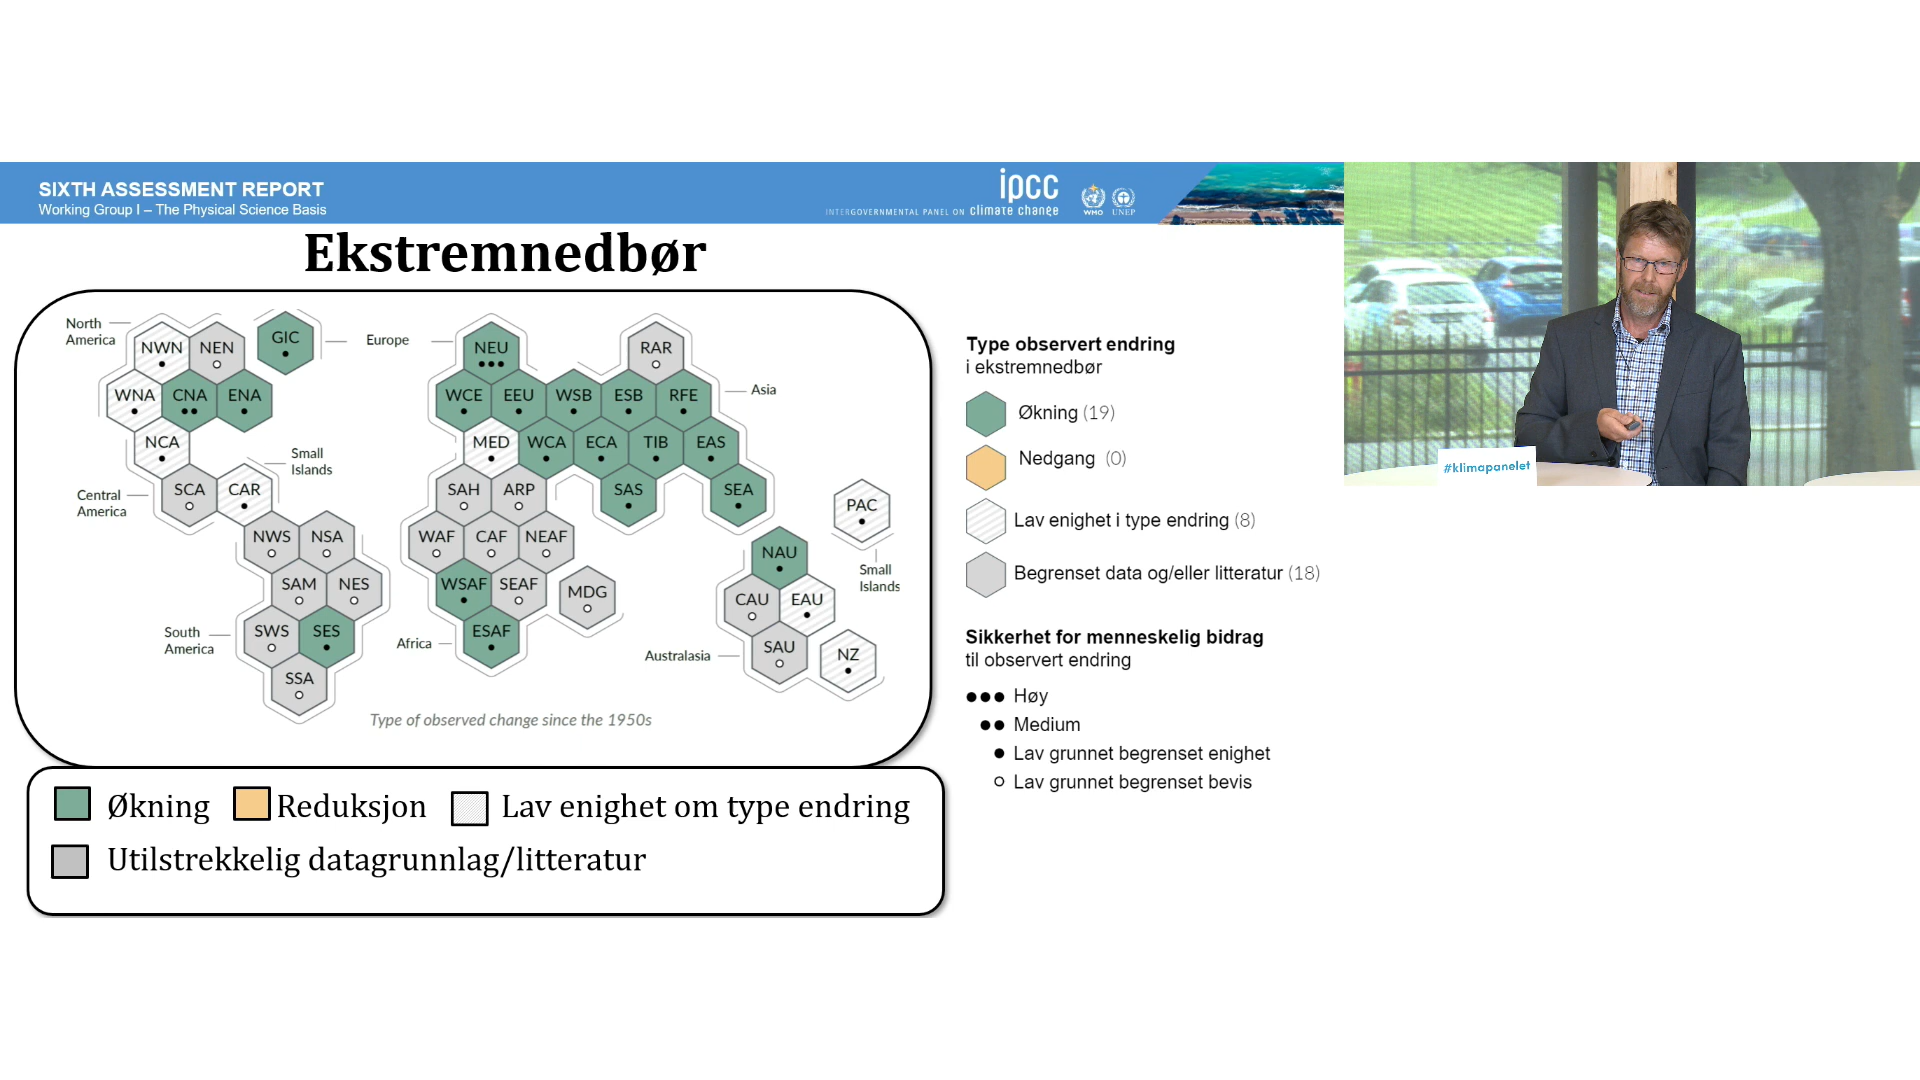 SIXTH ASSESSMENT REPORT
Working Group I – The Physical Science Basis
ipcc
INTERGOVERNMENTAL PANEL ON climate change
WMO
UNEP
Ekstremnedbør
North
America
NWN
NEN
GIC
WNA
CNA
ENA
NCA
Small
Islands
Central
America
SCA
CAR
NWS
NSA
SAM
NES
South
America
SWS
SES
SSA
Europe
NEU
RAR
WCE
EEU
WSB
ESB
RFE
Asia
MED
WCA
ECA
TIB
EAS
SAH
ARP
SAS
SEA
WAF
CAF
NEAF
WSAF
SEAF
MDG
Africa
ESAF
PAC
Small
Islands
NAU
CAU
EAU
Australasia
SAU
NZ
Type of observed change since the 1950s
Økning
Reduksjon
Lav enighet om type endring
Utilstrekkelig datagrunnlag/litteratur
Type observert endring
i ekstremnedbør
Økning (19)
Nedgang (0)
Lav enighet i type endring (8)
Begrenset data og/eller litteratur (18)
Sikkerhet for menneskelig bidrag
til observert endring
●●● Høy
●● Medium
● Lav grunnet begrenset enighet
○ Lav grunnet begrenset bevis
#klimapanelet